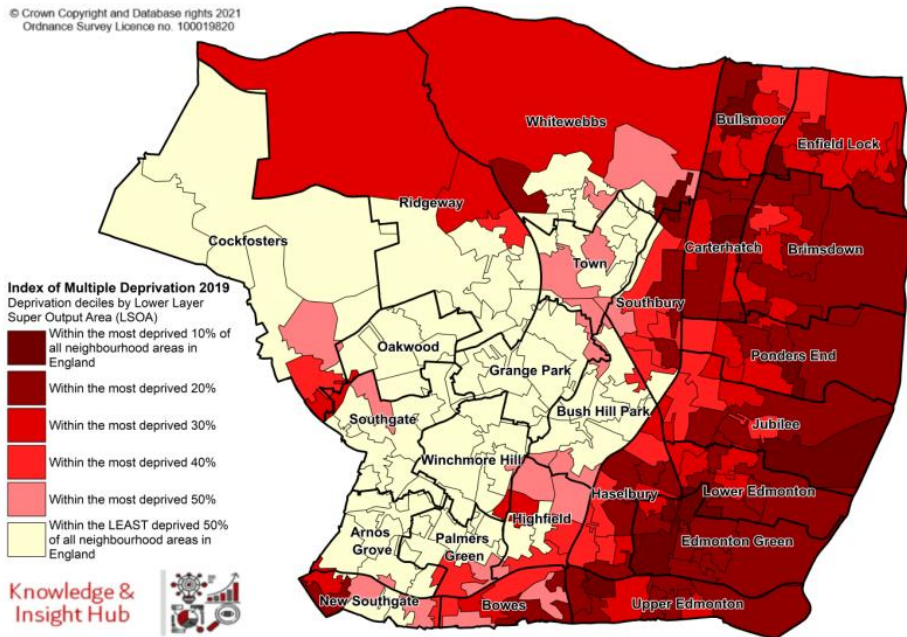 © Crown Copyright and Database rights 2021
Ordnance Survey Licence no. 100019820
Whitewebbs
Bullsmoor
Enfield Lock
Ridgeway
Cockfosters
Town
Carterhatch
Brimsdown
Southbury
Index of Multiple Deprivation 2019
Deprivation deciles by Lower Layer
Super Output Area (LSOA)
Within the most deprived 10% of
all neighbourhood areas in
England
Within the most deprived 20%
Within the most deprived 30%
Within the most deprived 40%
Within the most deprived 50%
Within the LEAST deprived 50%
of all neighbourhood areas in
England
Oakwood
Grange Park
Ponders End
Southgate
Bush Hill Park
Jubilee
Winchmore Hill
Haselbury
Lower Edmonton
Highfield
Arnos
Grove
Palmers
Green
Edmonton Green
New Southgate
Bowes
Upper Edmonton
Knowledge &
Insight Hub